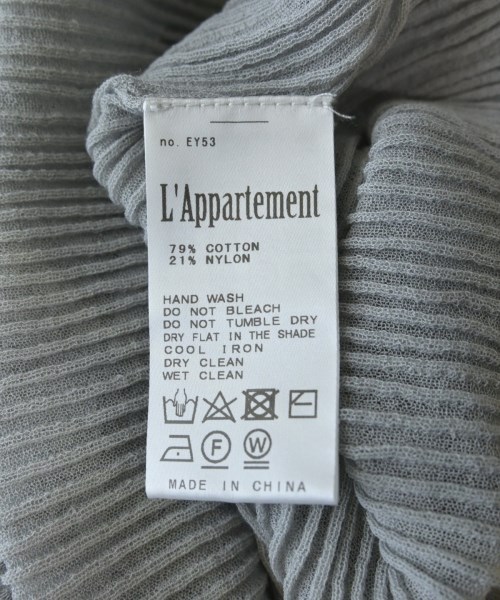 no. EY53
L'Appartement
79% COTTON
21% NYLON
HAND WASH
DO NOT BLEACH
DO NOT TUMBLE DRY
DRY FLAT IN THE SHADE
COOL IRON
DRY CLEAN
WET CLEAN
F W
MADE IN CHINA